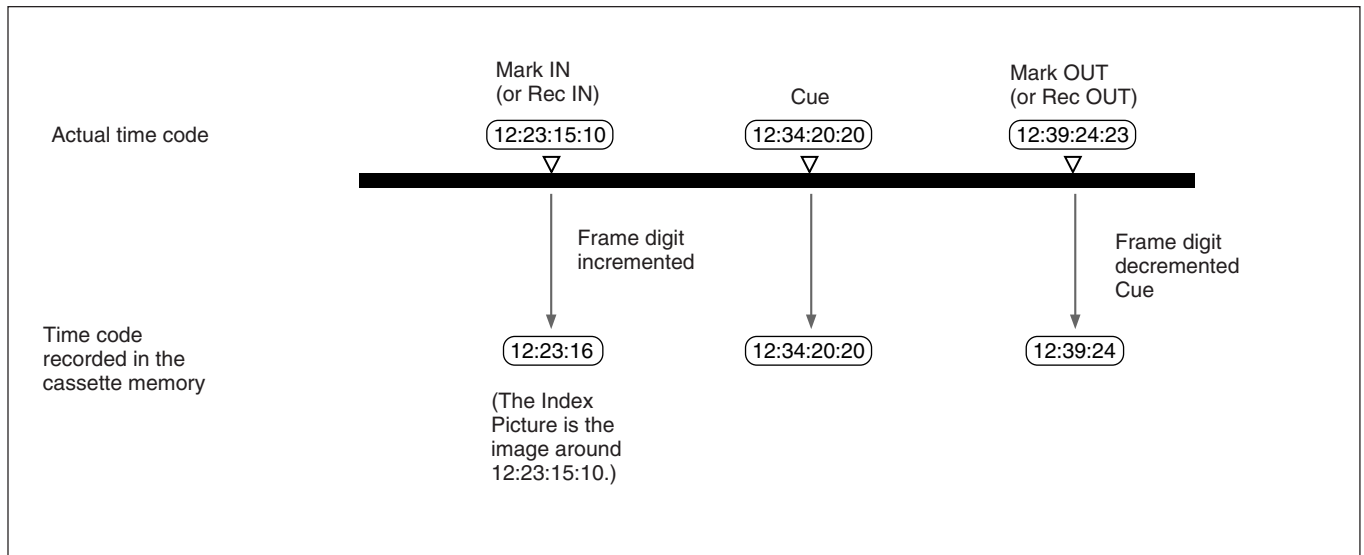 Mark IN
(or Rec IN)
Cue
Mark OUT
(or Rec OUT)
Actual time code
12:23:15:10
12:34:20:20
12:39:24:23
Frame digit
incremented
Frame digit
decremented
Cue
Time code
recorded in the
cassette memory
12:23:16
12:34:20:20
12:39:24
(The Index
Picture is the
image around
12:23:15:10.)